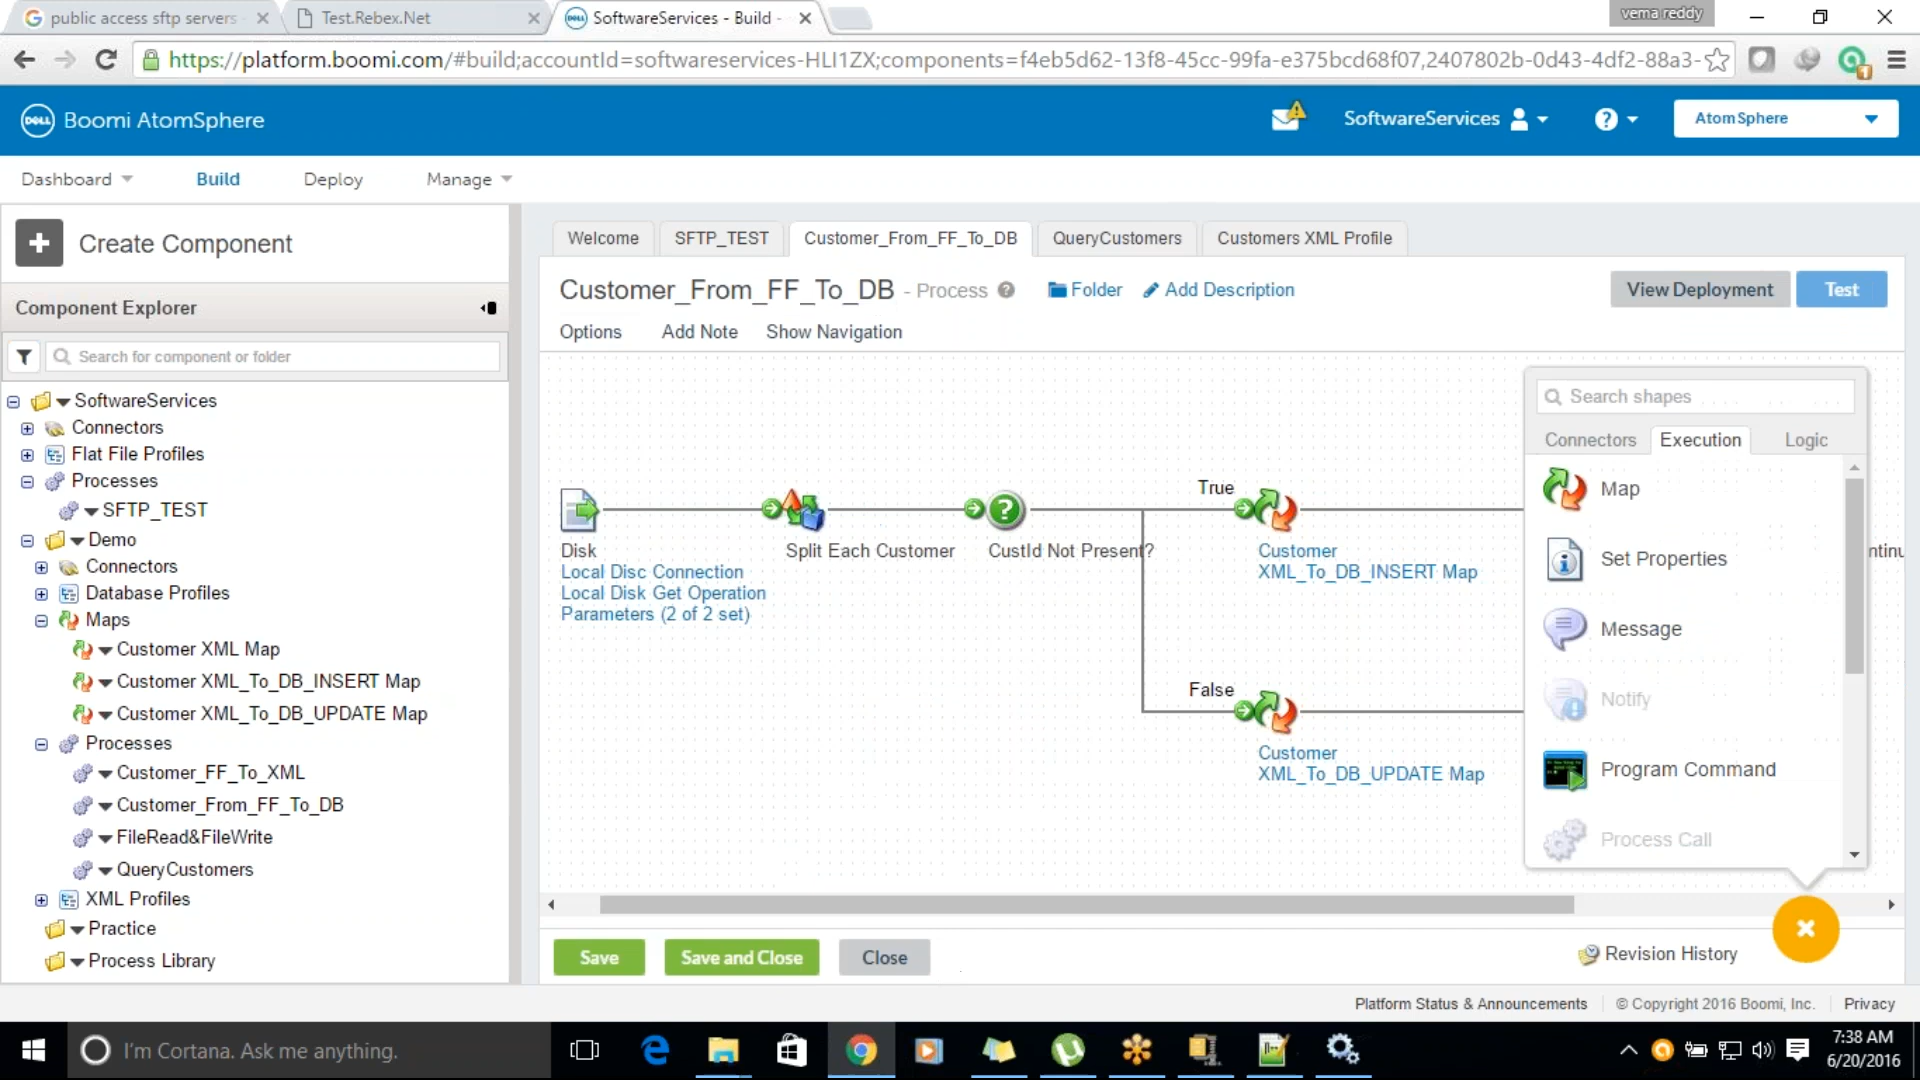 public access sftp servers
Test.Rebex.Net
SoftwareServices - Build -
vema reddy
https://platform.boomi.com/#build;accountId=softwareservices-HLI1ZX;components=f4eb5d62-13f8-45cc-99fa-e375bcd68f07,2407802b-0d43-4df2-88a3-
DELL
Boomi AtomSphere
SoftwareServices
AtomSphere
Dashboard
Build
Deploy
Manage
Create Component
Welcome
SFTP_TEST
Customer_From_FF_To_DB
QueryCustomers
Customers XML Profile
Customer_From_FF_To_DB - Process
Folder
Add Description
View Deployment
Test
Component Explorer
Options
Add Note
Show Navigation
Search for component or folder
SoftwareServices
Connectors
Flat File Profiles
Processes
SFTP_TEST
Demo
Connectors
Database Profiles
Maps
Customer XML Map
Customer XML_To_DB_INSERT Map
Customer XML_To_DB_UPDATE Map
Processes
Customer_FF_To_XML
Customer_From_FF_To_DB
FileRead&FileWrite
QueryCustomers
XML Profiles
Practice
Process Library
Disk
Local Disc Connection
Local Disk Get Operation
Parameters (2 of 2 set)
Split Each Customer
CustId Not Present?
True
Customer
XML_To_DB_INSERT Map
False
Customer
XML_To_DB_UPDATE Map
Search shapes
Connectors
Execution
Logic
Map
Set Properties
Message
Notify
Program Command
Process Call
Save
Save and Close
Close
Revision History
Platform Status & Announcements
© Copyright 2016 Boomi, Inc.
Privacy
I'm Cortana. Ask me anything.
7:38 AM
6/20/2016